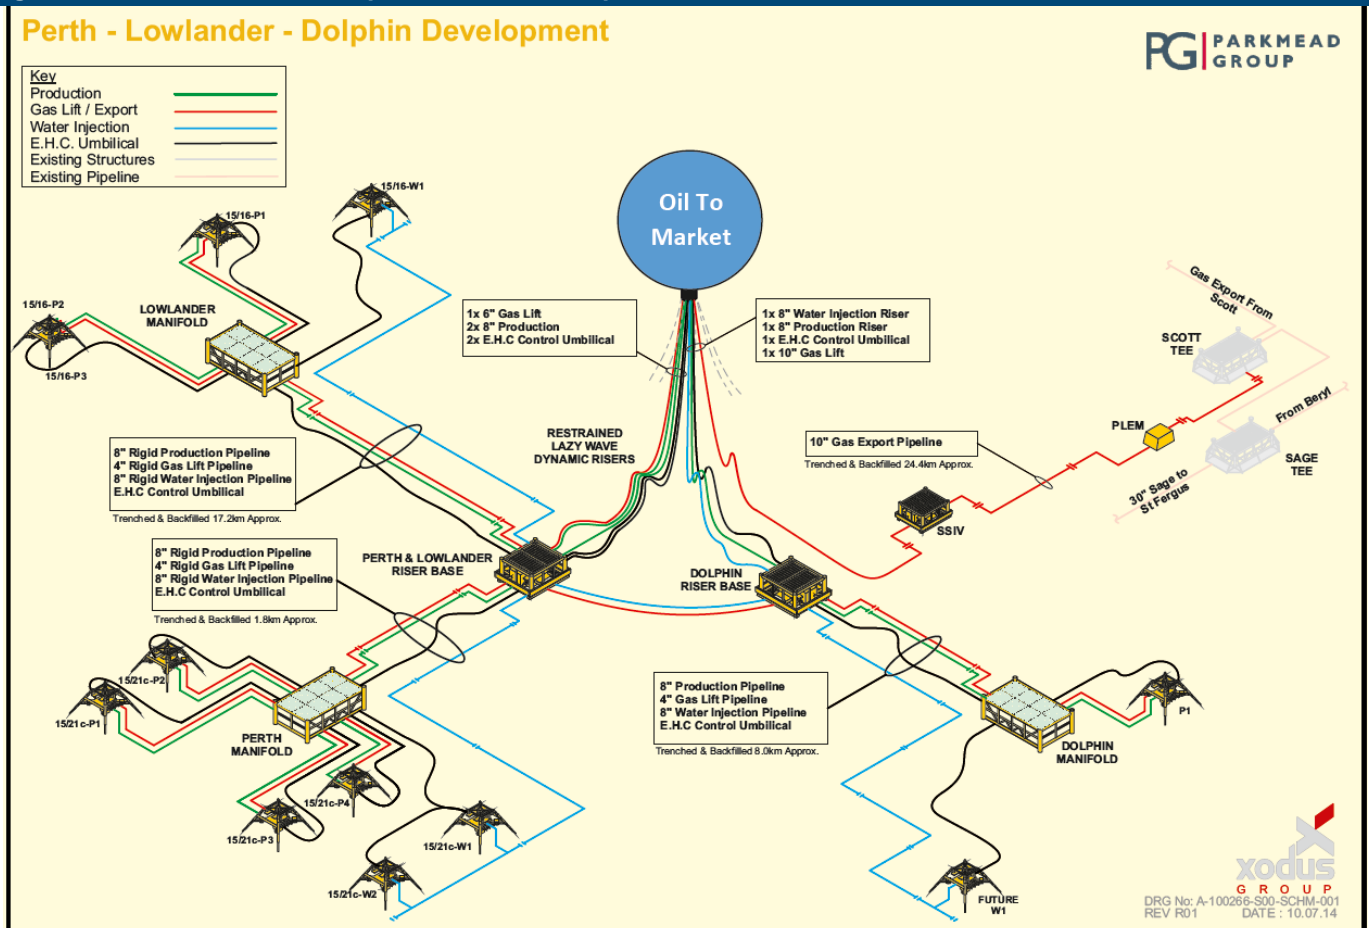 Perth - Lowlander - Dolphin Development
PG PARKMEAD
GROUP
Key
Production
Gas Lift / Export
Water Injection
E.H.C. Umbilical
Existing Structures
Existing Pipeline
15/16-W1
15/16-P1
Oil To
Market
15/16-P2
LOWLANDER
MANIFOLD
15/16-P3
1x 6" Gas Lift
2x 8" Production
2x E.H.C Control Umbilical
1x 8" Water Injection Riser
1x 8" Production Riser
1x E.H.C Control Umbilical
1x 10" Gas Lift
Gas Export From
Scott
SCOTT
TEE
From Beryl
PLEM
SAGE
TEE
30" Sage to
St Fergus
RESTRAINED
LAZY WAVE
DYNAMIC RISERS
10" Gas Export Pipeline
Trenched & Backfilled 24.4km Approx.
SSIV
8" Rigid Production Pipeline
4" Rigid Gas Lift Pipeline
8" Rigid Water Injection Pipeline
E.H.C Control Umbilical
Trenched & Backfilled 17.2km Approx.
8" Rigid Production Pipeline
4" Rigid Gas Lift Pipeline
8" Rigid Water Injection Pipeline
E.H.C Control Umbilical
Trenched & Backfilled 1.8km Approx.
PERTH & LOWLANDER
RISER BASE
DOLPHIN
RISER BASE
15/21c-P2
15/21c-P1
PERTH
MANIFOLD
8" Production Pipeline
4" Gas Lift Pipeline
8" Water Injection Pipeline
E.H.C Control Umbilical
Trenched & Backfilled 8.0km Approx.
P1
DOLPHIN
MANIFOLD
15/21c-P4
15/21c-P3
15/21c-W1
15/21c-W2
FUTURE
W1
xodus
GROUP
DRG No: A-100266-S00-SCHM-001
REV R01 DATE : 10.07.14